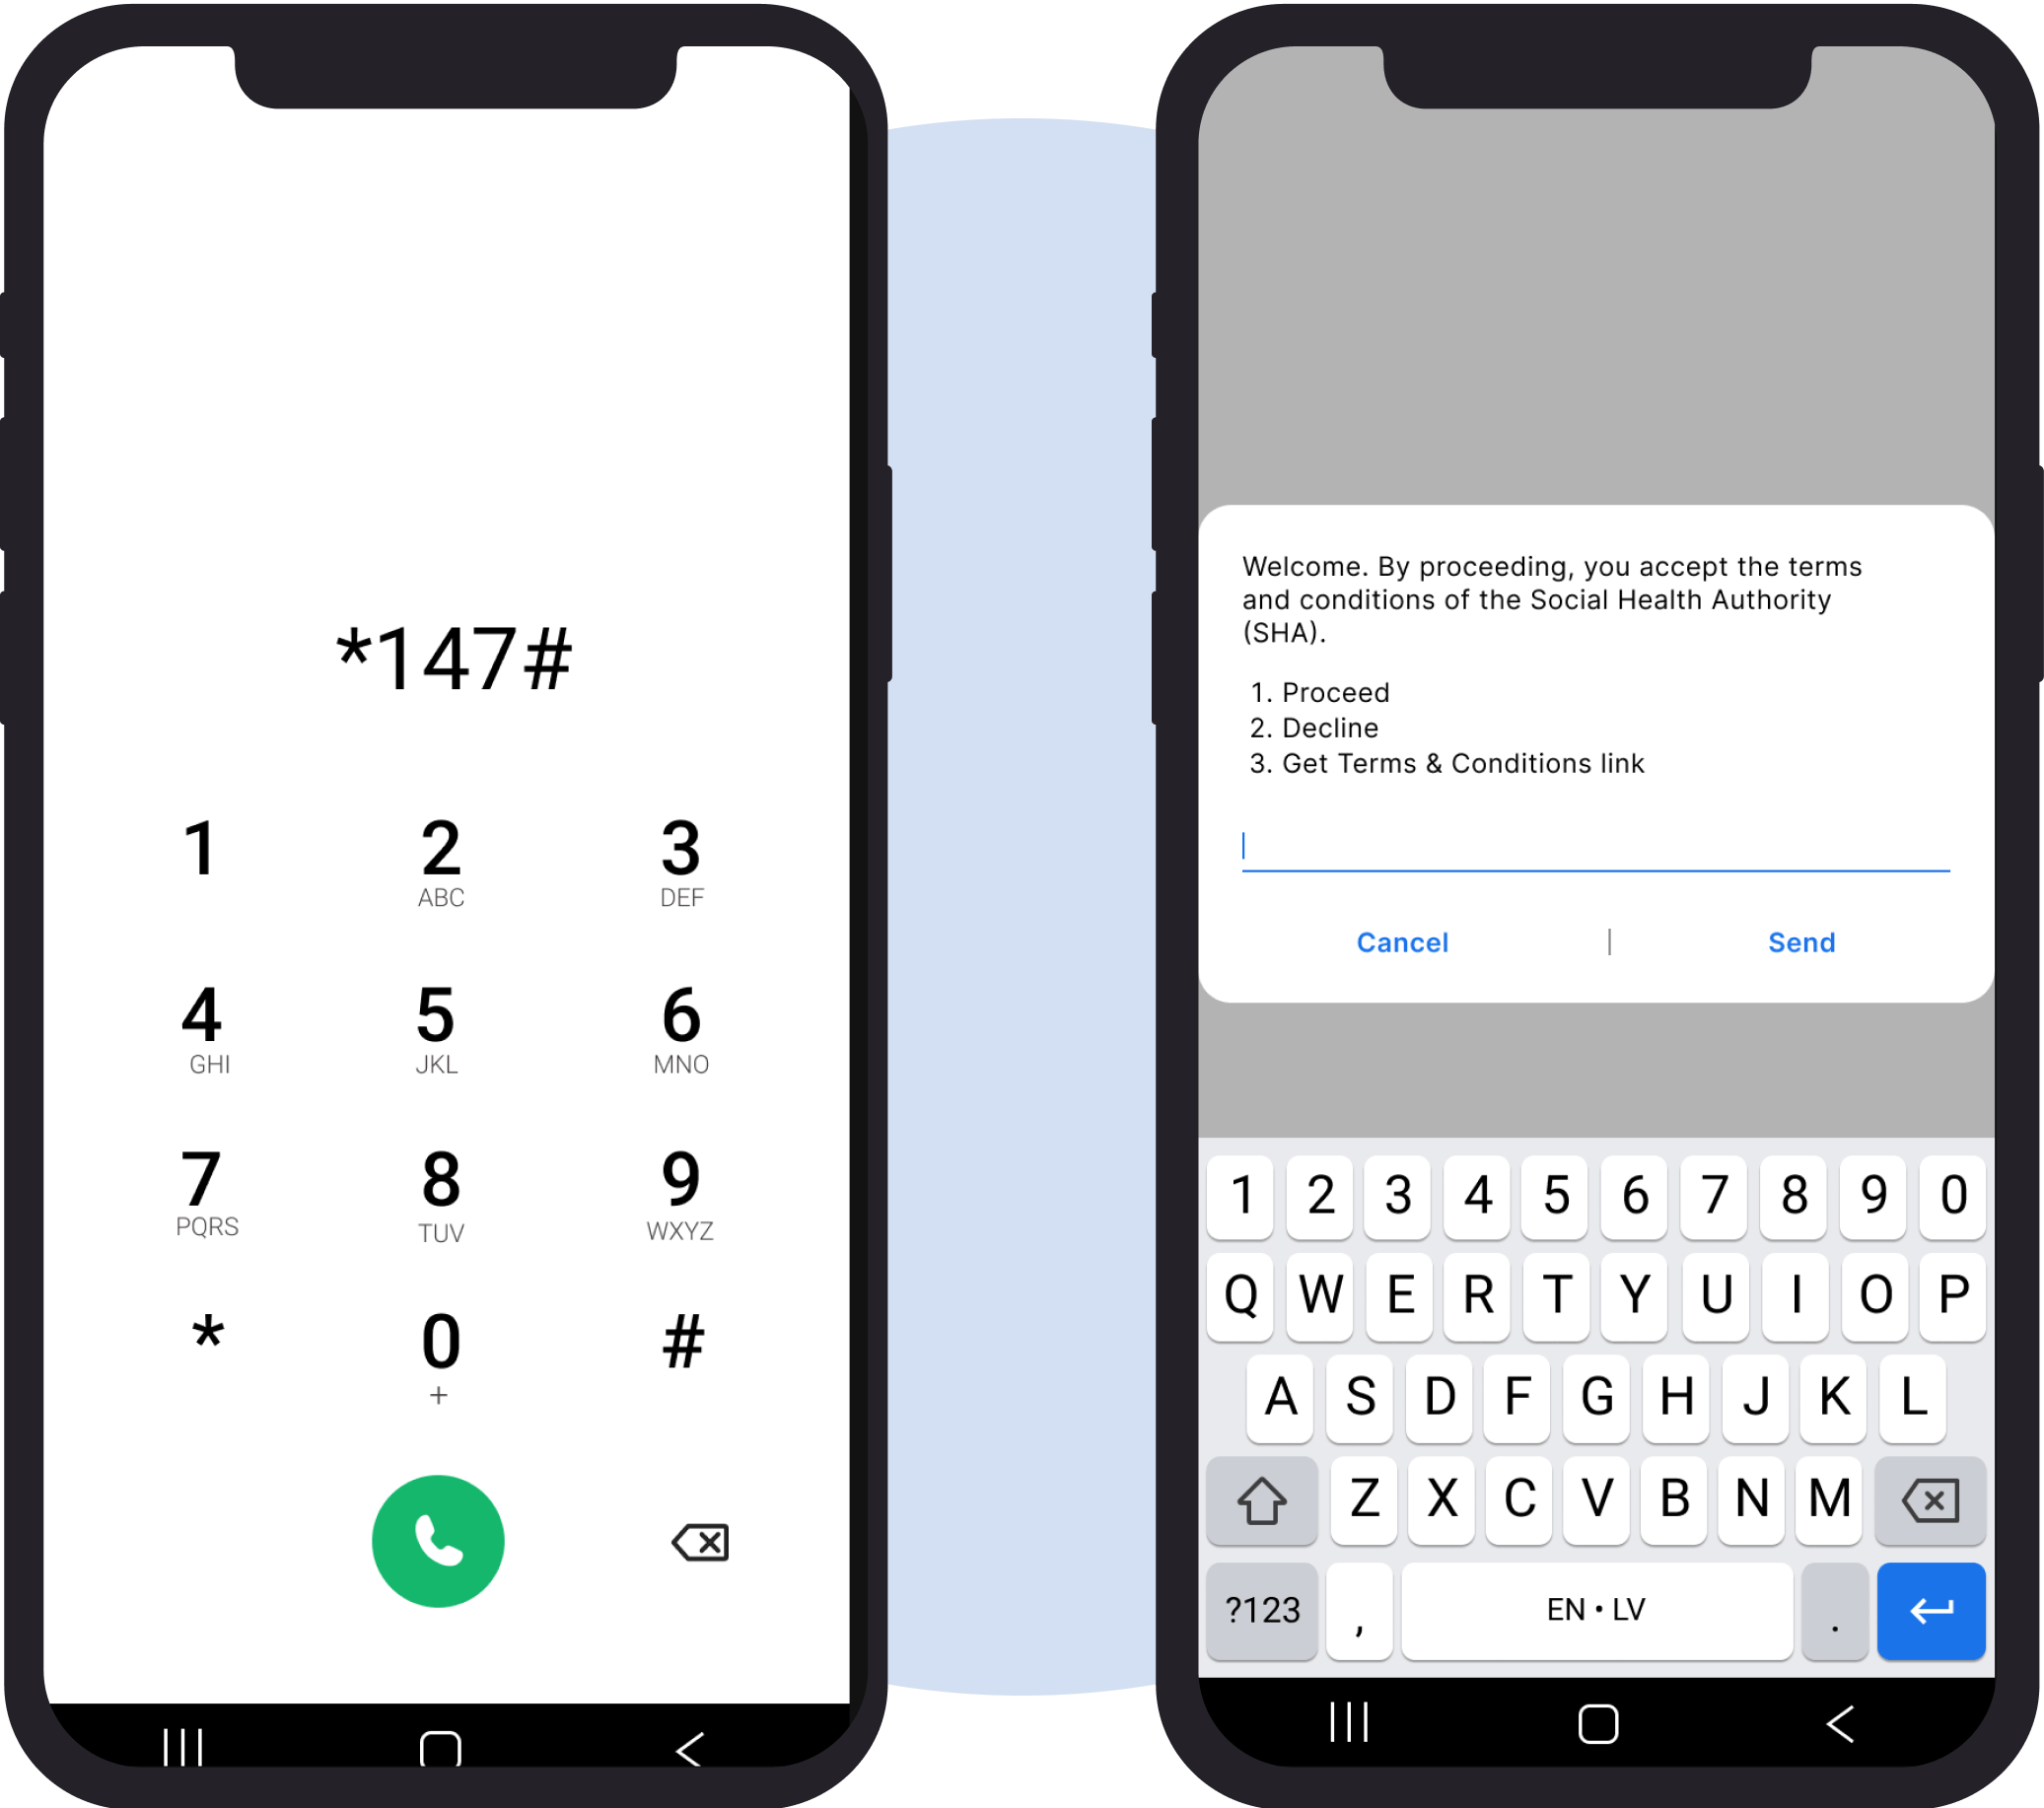 *147#
1
2
3
ABC
DEF
4
5
6
GHI
JKL
MNO
7
8
9
PQRS
TUV
WXYZ
*
0
#
+
Welcome. By proceeding, you accept the terms
and conditions of the Social Health Authority
(SHA).
1. Proceed
2. Decline
3. Get Terms & Conditions link
Cancel | Send
1 2 3 4 5 6 7 8 9 0
Q W E R T Y U I O P
A S D F G H J K L
Z X C V B N M
?123 , EN • LV .